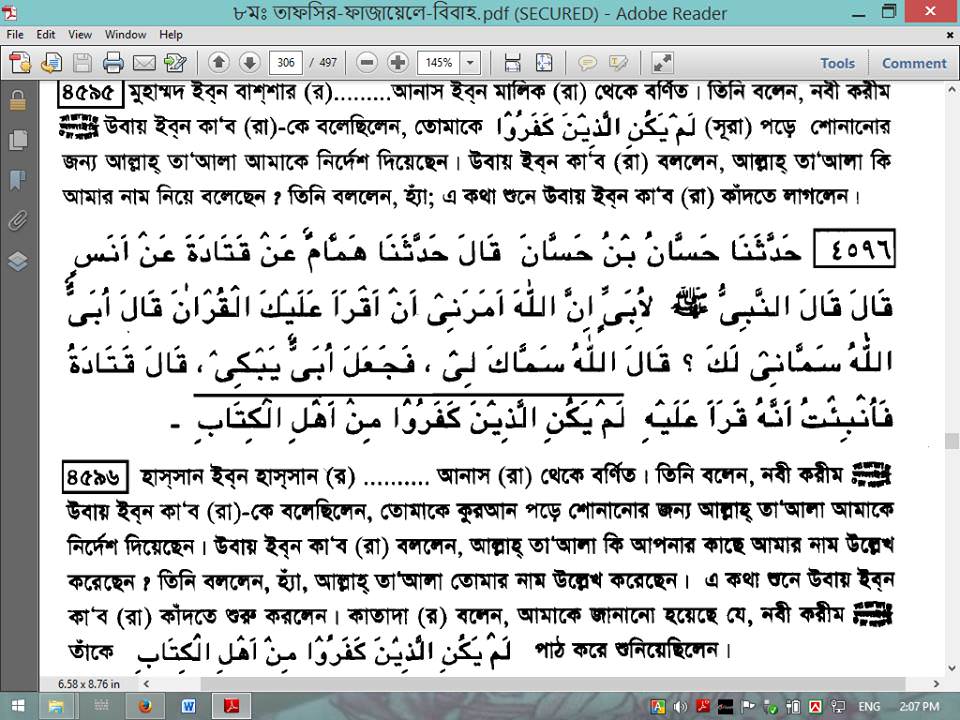 ৮মঃ তাফসির-ফাজায়েলে-বিবাহ.pdf (SECURED) - Adobe Reader
File Edit View Window Help
306 / 497 145% Tools Comment
৪৫৯৫ মুহাম্মদ ইব্‌ন বাশ্‌শার (র).........আনাস ইব্‌ন মালিক (রা) থেকে বর্ণিত। তিনি বলেন, নবী করীম
ﷺ উবায় ইব্‌ন কা'ব (রা)-কে বলেছিলেন, তোমাকে لَمْ يَكُنِ الَّذِيْنَ كَفَرُوْا (সূরা) পড়ে শোনানোর
জন্য আল্লাহ্ তা'আলা আমাকে নির্দেশ দিয়েছেন। উবায় ইব্‌ন কা'ব (রা) বললেন, আল্লাহ্ তা'আলা কি
আমার নাম নিয়ে বলেছেন ? তিনি বললেন, হ্যাঁ; এ কথা শুনে উবায় ইব্‌ন কা'ব (রা) কাঁদতে লাগলেন।
٤٥٩٦ حَدَّثَنَا حَسَّانُ بْنُ حَسَّانَ قَالَ حَدَّثَنَا هَمَّامٌ عَنْ قَتَادَةَ عَنْ اَنَسٍ
قَالَ قَالَ النَّبِىُّ ﷺ لِأُبَىٍّ اِنَّ اللّٰهَ اَمَرَنِىْ اَنْ اَقْرَاَ عَلَيْكَ الْقُرْاٰنَ قَالَ اُبَىٌّ
اللّٰهُ سَمَّانِىْ لَكَ ؟ قَالَ اللّٰهُ سَمَّاكَ لِىْ ، فَجَعَلَ اُبَىٌّ يَبْكِىْ ، قَالَ قَتَادَةُ
فَاُنْبِئْتُ اَنَّهُ قَرَاَ عَلَيْهِ لَمْ يَكُنِ الَّذِيْنَ كَفَرُوْا مِنْ اَهْلِ الْكِتَابِ -
৪৫৯৬ হাস্‌সান ইব্‌ন হাস্‌সান (র) .......... আনাস (রা) থেকে বর্ণিত। তিনি বলেন, নবী করীম ﷺ
উবায় ইব্‌ন কা'ব (রা)-কে বলেছিলেন, তোমাকে কুরআন পড়ে শোনানোর জন্য আল্লাহ্ তা'আলা আমাকে
নির্দেশ দিয়েছেন। উবায় ইব্‌ন কা'ব (রা) বললেন, আল্লাহ্ তা'আলা কি আপনার কাছে আমার নাম উল্লেখ
করেছেন ? তিনি বললেন, হ্যাঁ, আল্লাহ্ তা'আলা তোমার নাম উল্লেখ করেছেন। এ কথা শুনে উবায় ইব্‌ন
কা'ব (রা) কাঁদতে শুরু করলেন। কাতাদা (র) বলেন, আমাকে জানানো হয়েছে যে, নবী করীম ﷺ
তাঁকে لَمْ يَكُنِ الَّذِيْنَ كَفَرُوْا مِنْ اَهْلِ الْكِتَابِ পাঠ করে শুনিয়েছিলেন।
6.58 x 8.76 in
ENG 2:07 PM